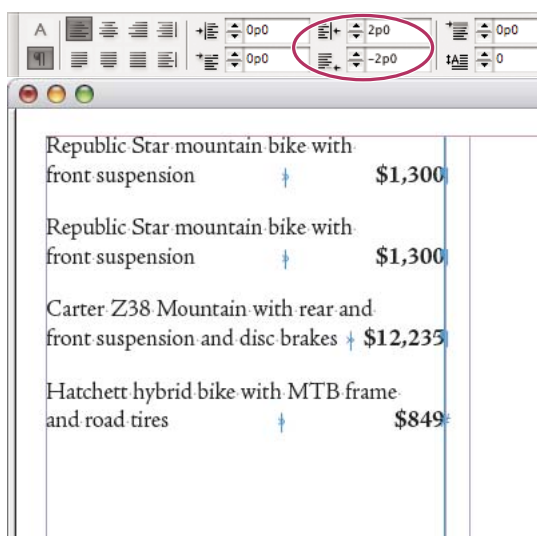 A 0p0 2p0 0p0
¶ 0p0 -2p0 0
Republic Star mountain bike with
front suspension $1,300
Republic Star mountain bike with
front suspension $1,300
Carter Z38 Mountain with rear and
front suspension and disc brakes $12,235
Hatchett hybrid bike with MTB frame
and road tires $849